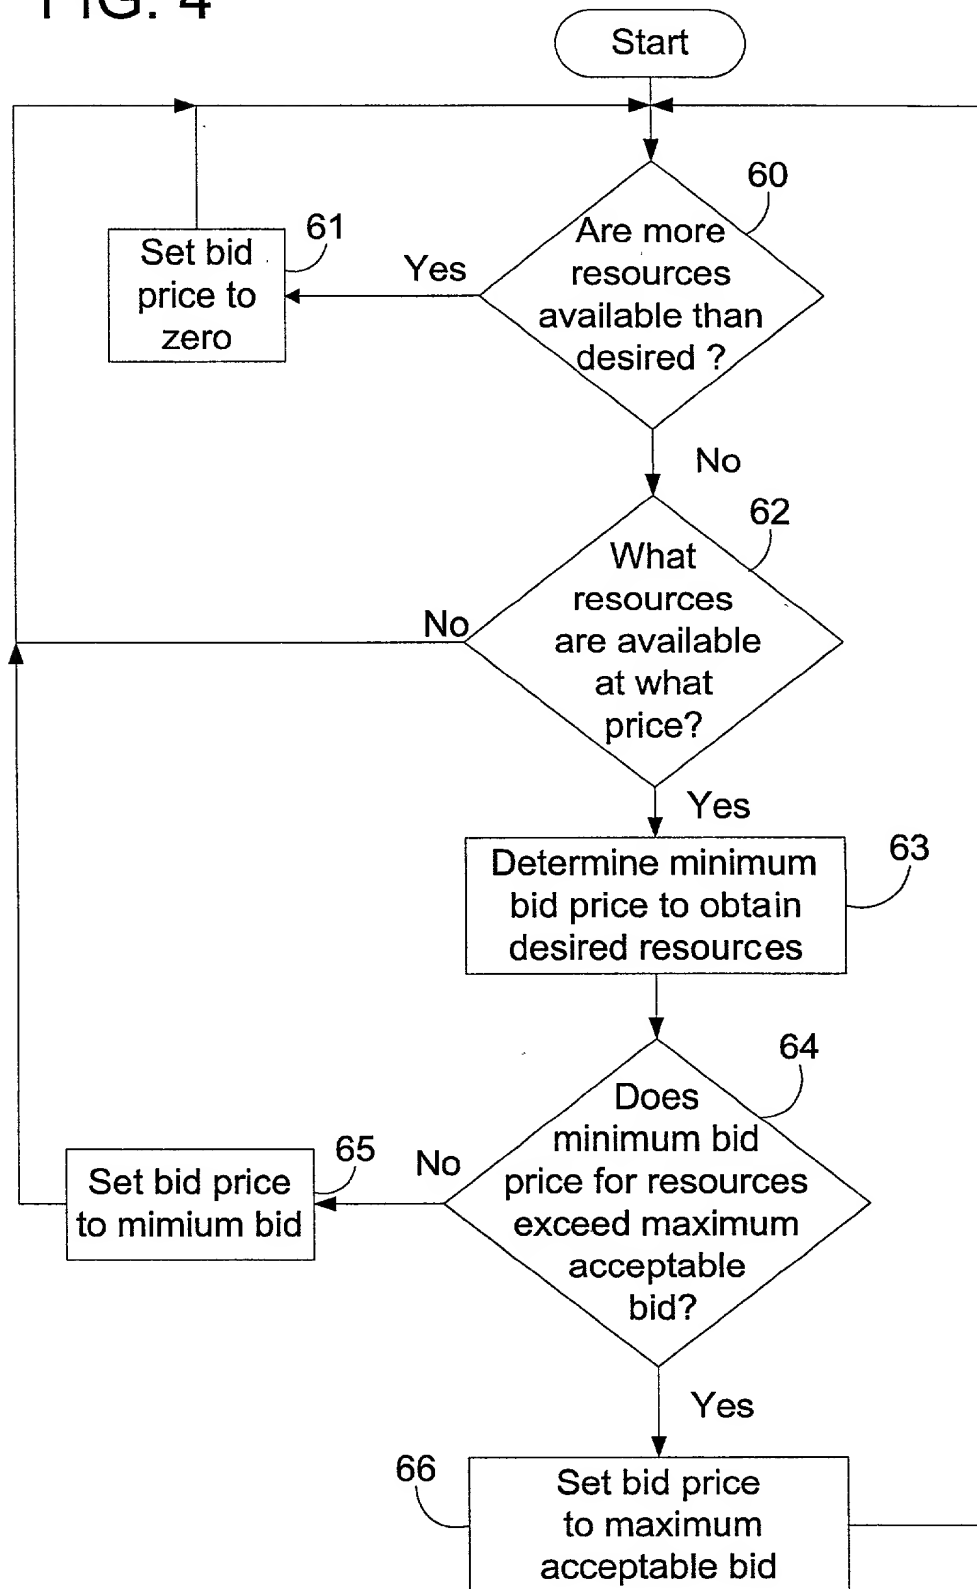 FIG. 4
Start
60
Are more
resources
available than
desired ?
Yes
61
Set bid
price to
zero
No
62
What
resources
are available
at what
price?
No
Yes
63
Determine minimum
bid price to obtain
desired resources
64
Does
minimum bid
price for resources
exceed maximum
acceptable
bid?
No
65
Set bid price
to mimium bid
Yes
66
Set bid price
to maximum
acceptable bid